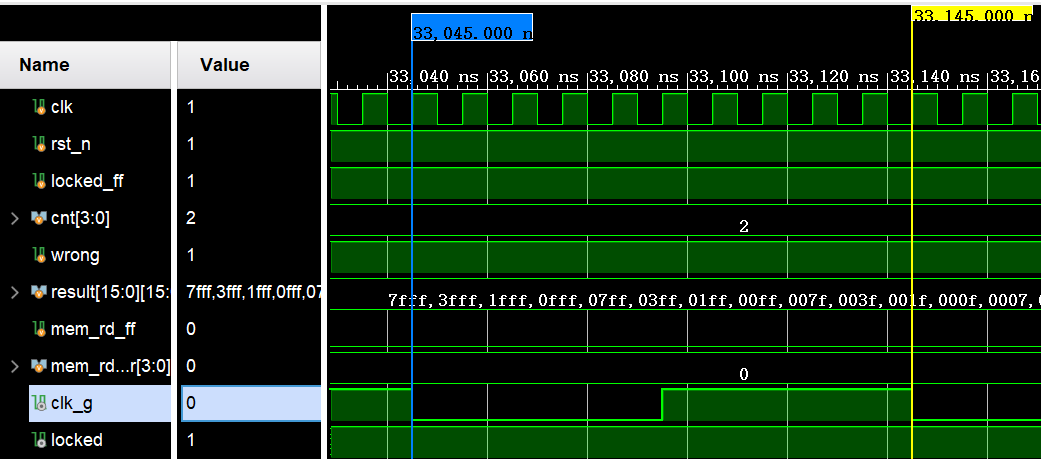 33,045.000 n
33,145.000 n
Name Value
33,040 ns 33,060 ns 33,080 ns 33,100 ns 33,120 ns 33,140 ns 33,16
clk 1
rst_n 1
locked_ff 1
cnt[3:0] 2 2
wrong 1
result[15:0][15: 7fff,3fff,1fff,0fff,07 7fff,3fff,1fff,0fff,07ff,03ff,01ff,00ff,007f,003f,001f,000f,0007,
mem_rd_ff 0
mem_rd...r[3:0] 0 0
clk_g 0
locked 1